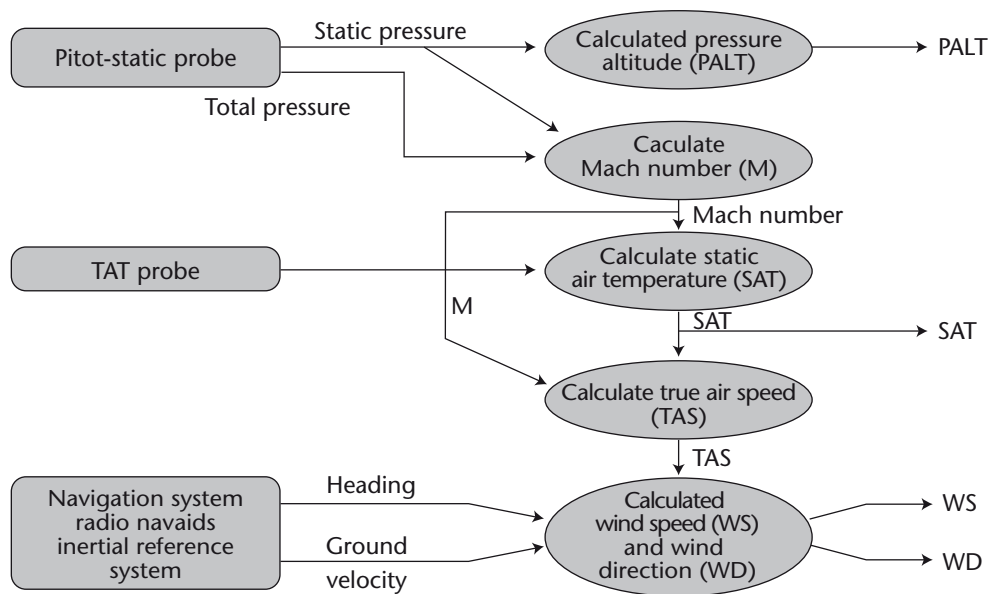 Pitot-static probe
Static pressure
Total pressure
Calculated pressure
altitude (PALT)
PALT
Caculate
Mach number (M)
Mach number
TAT probe
M
Calculate static
air temperature (SAT)
SAT
SAT
Calculate true air speed
(TAS)
TAS
Navigation system
radio navaids
inertial reference
system
Heading
Ground
velocity
Calculated
wind speed (WS)
and wind
direction (WD)
WS
WD